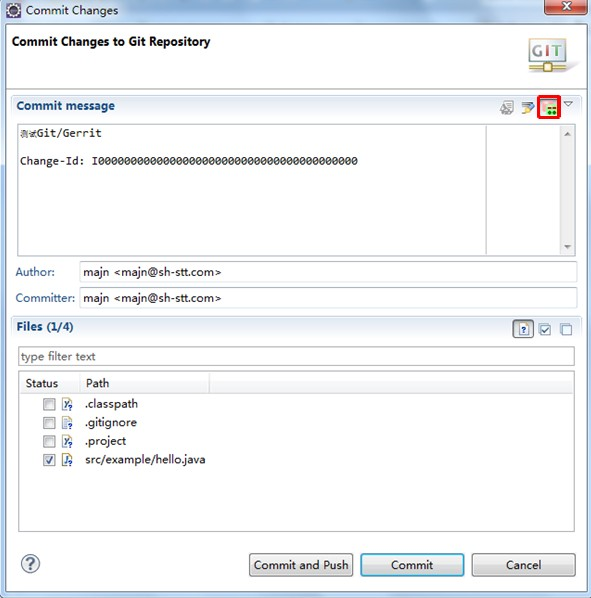 Commit Changes
Commit Changes to Git Repository
GIT
Commit message
测试Git/Gerrit
Change-Id: I0000000000000000000000000000000000000000
Author:
majn <majn@sh-stt.com>
Committer:
majn <majn@sh-stt.com>
Files (1/4)
type filter text
Status Path
.classpath
.gitignore
.project
src/example/hello.java
Commit and Push Commit Cancel